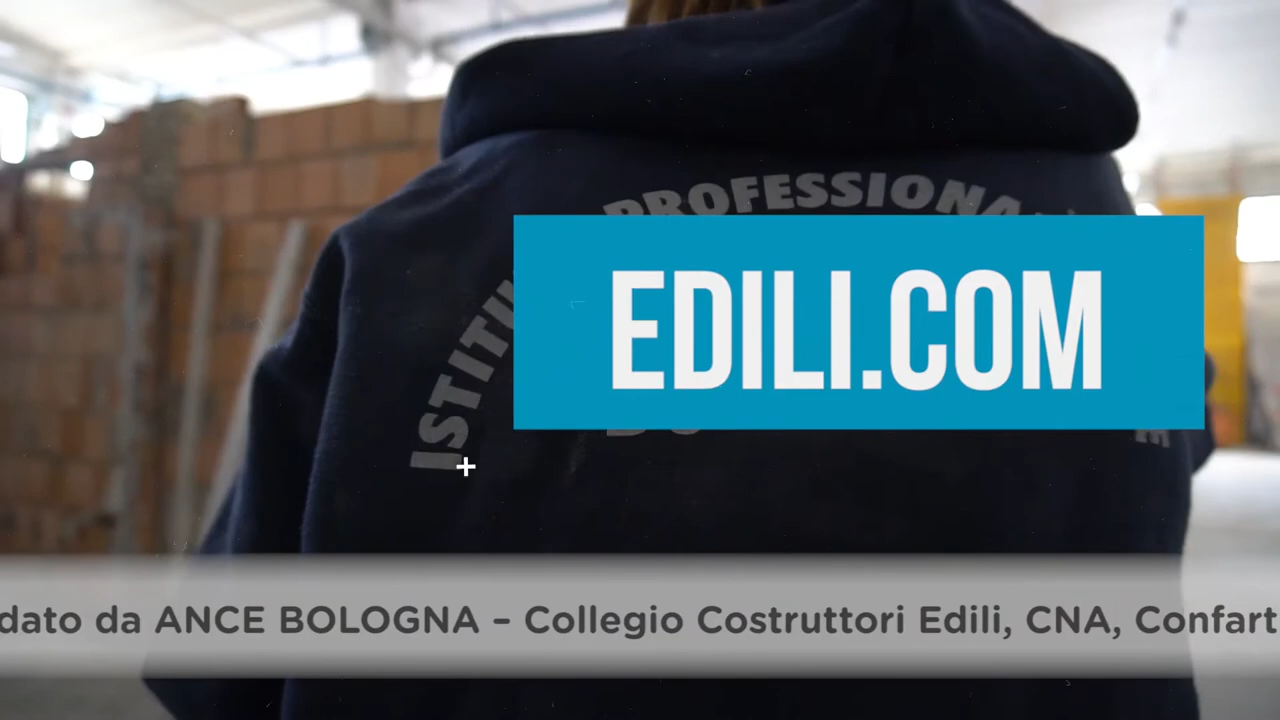 PROFESSIONA
EDILI.COM
ISTITU
dato da ANCE BOLOGNA – Collegio Costruttori Edili, CNA, Confart